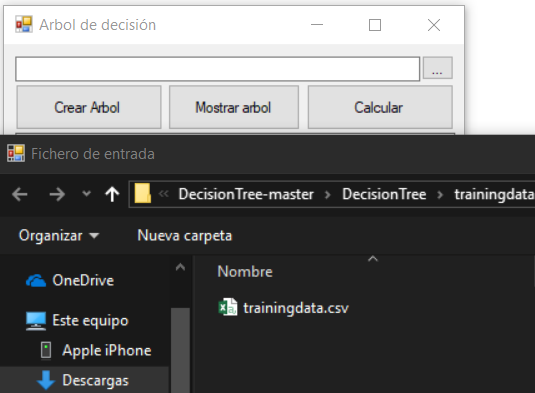 Arbol de decisión
...
Crear Arbol Mostrar arbol Calcular
Fichero de entrada
« DecisionTree-master › DecisionTree › trainingdata
Organizar Nueva carpeta
Nombre
OneDrive
trainingdata.csv
Este equipo
Apple iPhone
Descargas